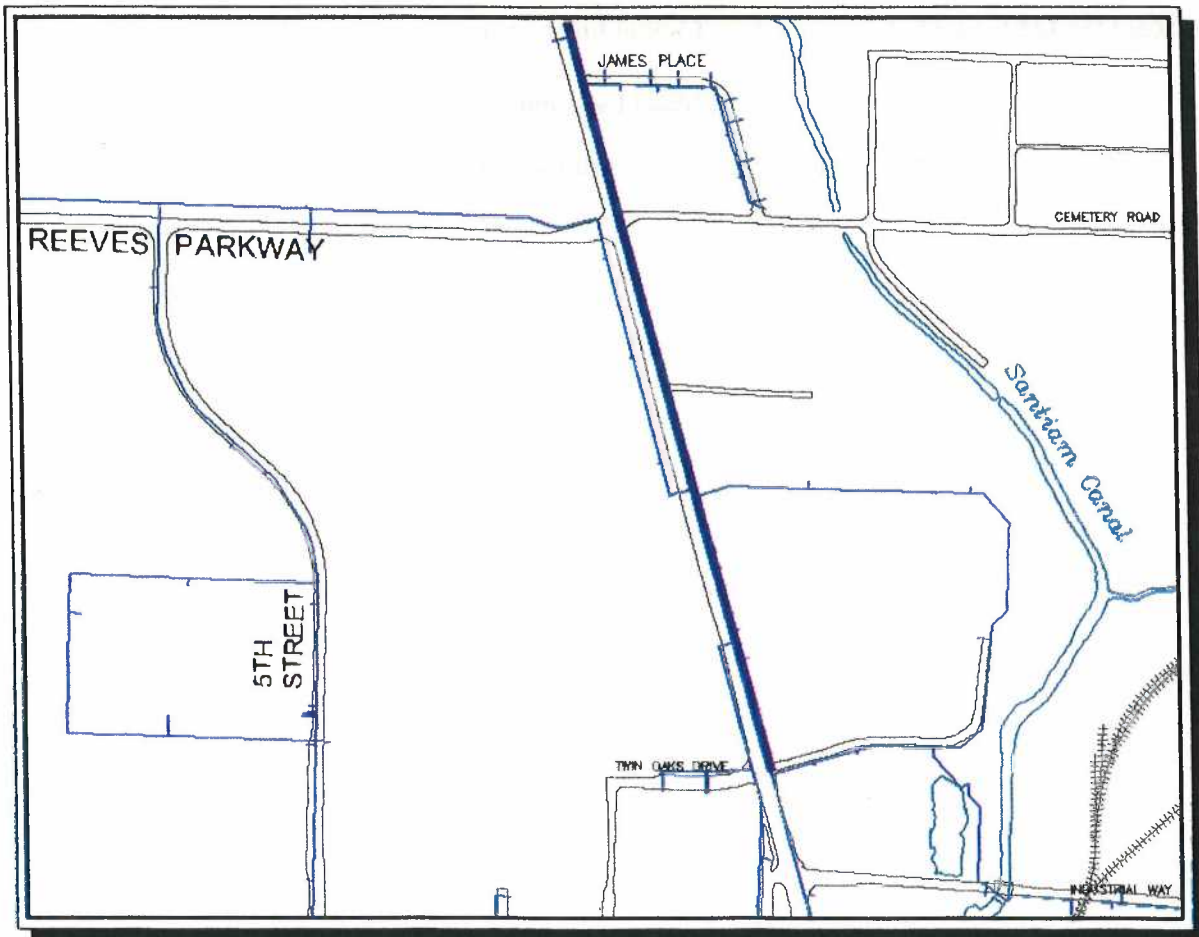 JAMES PLACE
CEMETERY ROAD
REEVES PARKWAY
Santiam Canal
5TH
STREET
TWIN OAKS DRIVE
INDUSTRIAL WAY